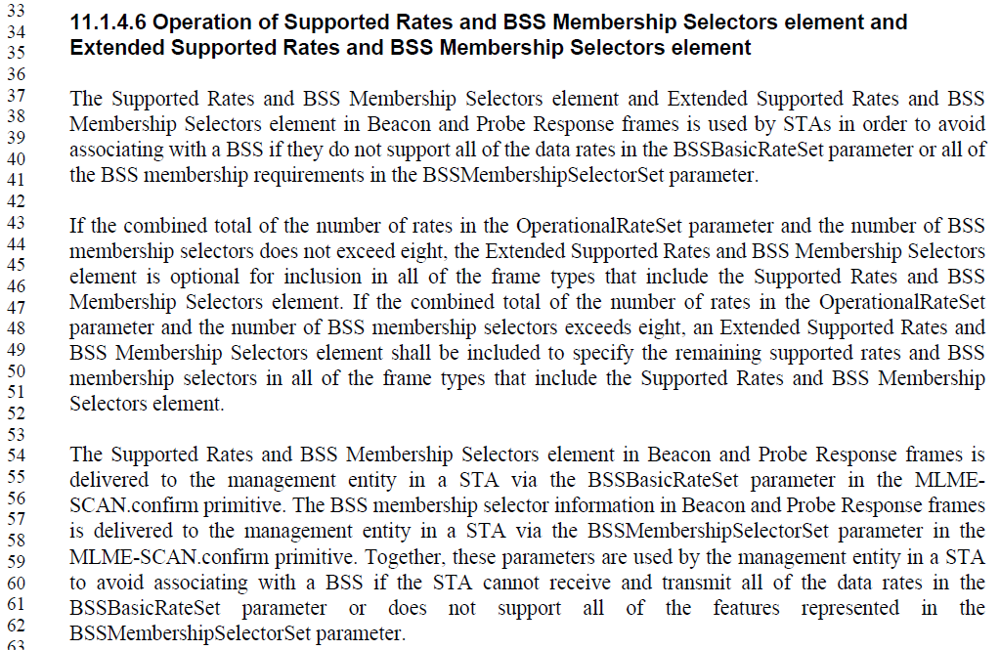 33
34
35
36
37
38
39
40
41
42
43
44
45
46
47
48
49
50
51
52
53
54
55
56
57
58
59
60
61
62
63
11.1.4.6 Operation of Supported Rates and BSS Membership Selectors element and
Extended Supported Rates and BSS Membership Selectors element
The Supported Rates and BSS Membership Selectors element and Extended Supported Rates and BSS
Membership Selectors element in Beacon and Probe Response frames is used by STAs in order to avoid
associating with a BSS if they do not support all of the data rates in the BSSBasicRateSet parameter or all of
the BSS membership requirements in the BSSMembershipSelectorSet parameter.
If the combined total of the number of rates in the OperationalRateSet parameter and the number of BSS
membership selectors does not exceed eight, the Extended Supported Rates and BSS Membership Selectors
element is optional for inclusion in all of the frame types that include the Supported Rates and BSS
Membership Selectors element. If the combined total of the number of rates in the OperationalRateSet
parameter and the number of BSS membership selectors exceeds eight, an Extended Supported Rates and
BSS Membership Selectors element shall be included to specify the remaining supported rates and BSS
membership selectors in all of the frame types that include the Supported Rates and BSS Membership
Selectors element.
The Supported Rates and BSS Membership Selectors element in Beacon and Probe Response frames is
delivered to the management entity in a STA via the BSSBasicRateSet parameter in the MLME-
SCAN.confirm primitive. The BSS membership selector information in Beacon and Probe Response frames
is delivered to the management entity in a STA via the BSSMembershipSelectorSet parameter in the
MLME-SCAN.confirm primitive. Together, these parameters are used by the management entity in a STA
to avoid associating with a BSS if the STA cannot receive and transmit all of the data rates in the
BSSBasicRateSet parameter or does not support all of the features represented in the
BSSMembershipSelectorSet parameter.